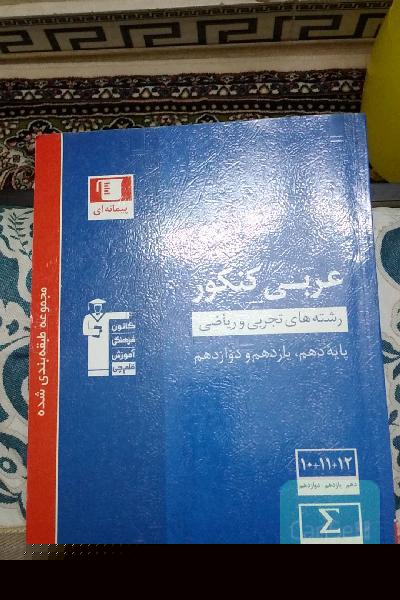 پیمانه‌ای
عربی کنکور
رشته‌های تجربی و ریاضی
پایه دهم، یازدهم و دوازدهم
کانون
فرهنگی
آموزش
قلم‌چی
مجموعه طبقه‌بندی شده
۱۰+۱۱+۱۲
دهم · یازدهم · دوازدهم
Σ